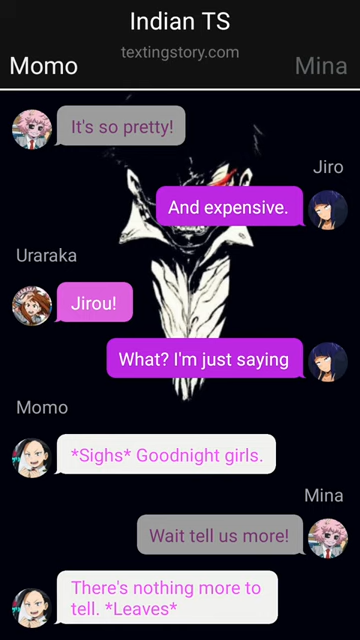 Indian TS
textingstory.com
Momo
Mina
It's so pretty!
Jiro
And expensive.
Uraraka
Jirou!
What? I'm just saying
Momo
*Sighs* Goodnight girls.
Mina
Wait tell us more!
There's nothing more to
tell. *Leaves*